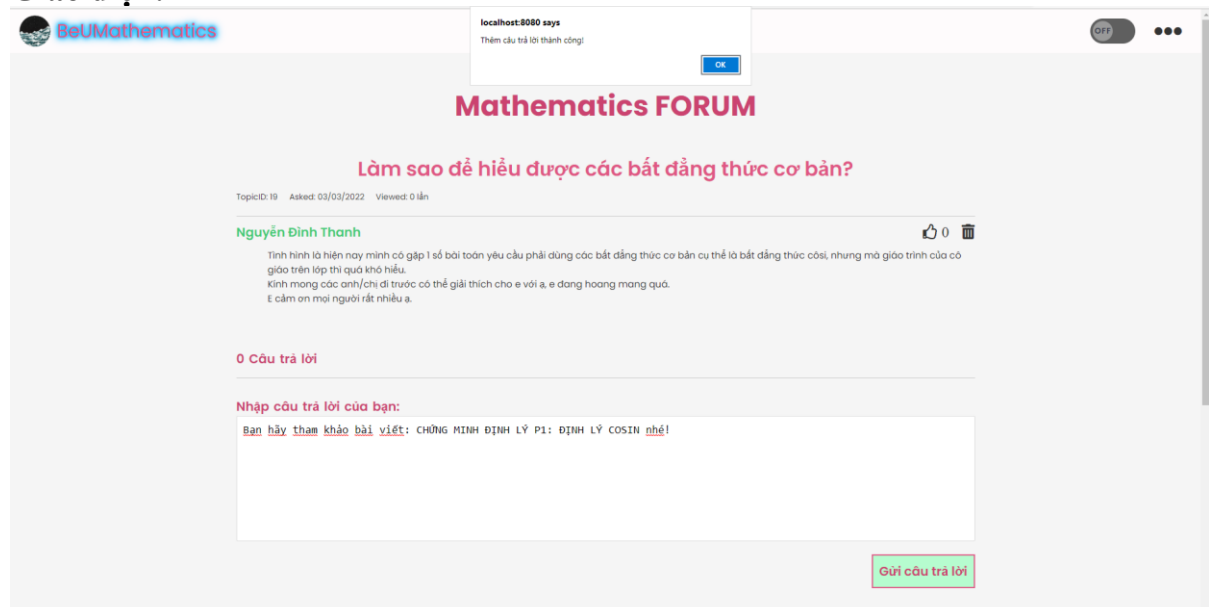 BeUMathematics
localhost:8080 says
Thêm câu trả lời thành công!
OK
OFF
Mathematics FORUM
Làm sao để hiểu được các bất đẳng thức cơ bản?
TopicID: 19 Asked: 03/03/2022 Viewed: 0 lần
Nguyễn Đình Thanh
0
Tình hình là hiện nay mình có gặp 1 số bài toán yêu cầu phải dùng các bất đẳng thức cơ bản cụ thể là bất đẳng thức côsi, nhưng mà giáo trình của cô
giáo trên lớp thì quá khó hiểu.
Kính mong các anh/chị đi trước có thể giải thích cho e với ạ, e đang hoang mang quá.
E cảm ơn mọi người rất nhiều ạ.
0 Câu trả lời
Nhập câu trả lời của bạn:
Bạn hãy tham khảo bài viết: CHỨNG MINH ĐỊNH LÝ P1: ĐỊNH LÝ COSIN nhé!
Gửi câu trả lời